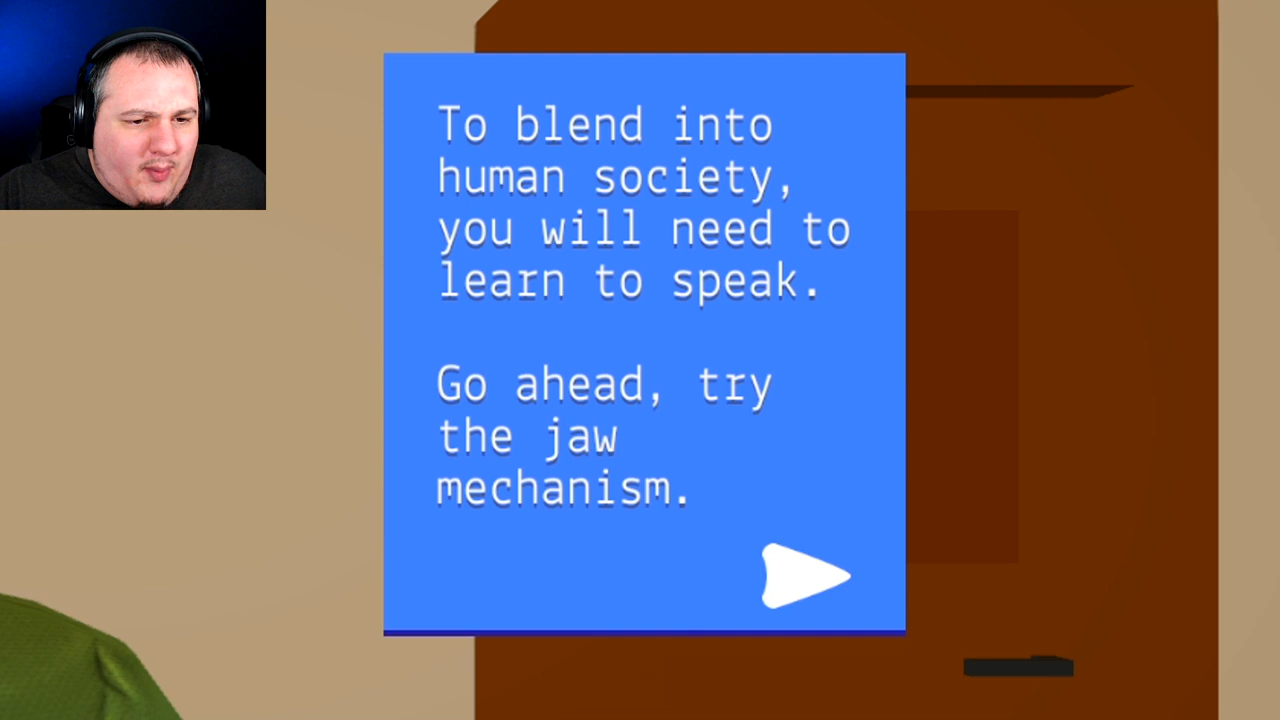 To blend into
human society,
you will need to
learn to speak.
Go ahead, try
the jaw
mechanism.